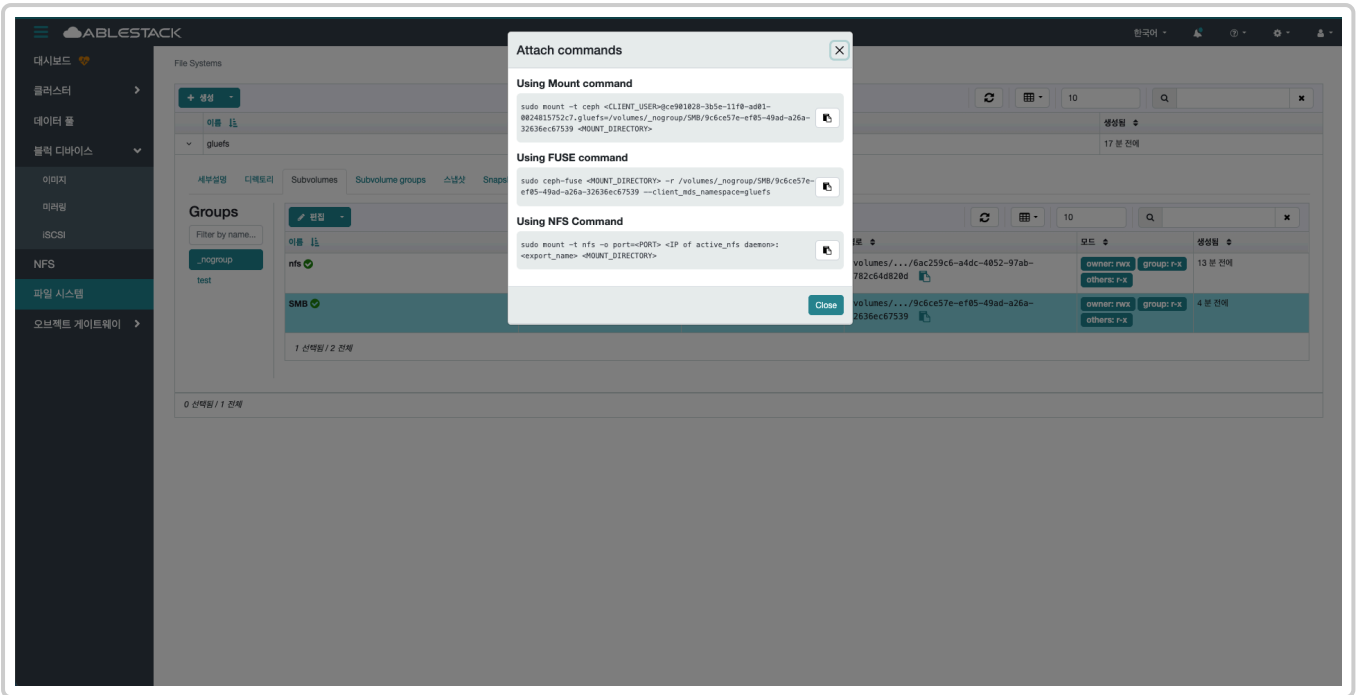 ABLESTACK
한국어
대시보드
클러스터
데이터 풀
블럭 디바이스
이미지
미러링
iSCSI
NFS
파일 시스템
오브젝트 게이트웨이
File Systems
+ 생성
10
이름
생성됨
gluefs
17 분 전에
세부설명 디렉토리 Subvolumes Subvolume groups 스냅샷 Snaps
Groups
Filter by name...
_nogroup
test
편집
10
이름
로
모드
생성됨
nfs
volumes/.../6ac259c6-a4dc-4052-97ab-
782c64d820d
owner: rwx group: r-x
others: r-x
13 분 전에
SMB
volumes/.../9c6ce57e-ef05-49ad-a26a-
2636ec67539
owner: rwx group: r-x
others: r-x
4 분 전에
1 선택됨 / 2 전체
0 선택됨 / 1 전체
Attach commands
Using Mount command
sudo mount -t ceph <CLIENT_USER>@ce901028-3b5e-11f0-ad01-
0024815752c7.gluefs=/volumes/_nogroup/SMB/9c6ce57e-ef05-49ad-a26a-
32636ec67539 <MOUNT_DIRECTORY>
Using FUSE command
sudo ceph-fuse <MOUNT_DIRECTORY> -r /volumes/_nogroup/SMB/9c6ce57e-
ef05-49ad-a26a-32636ec67539 --client_mds_namespace=gluefs
Using NFS Command
sudo mount -t nfs -o port=<PORT> <IP of active_nfs daemon>:
<export_name> <MOUNT_DIRECTORY>
Close